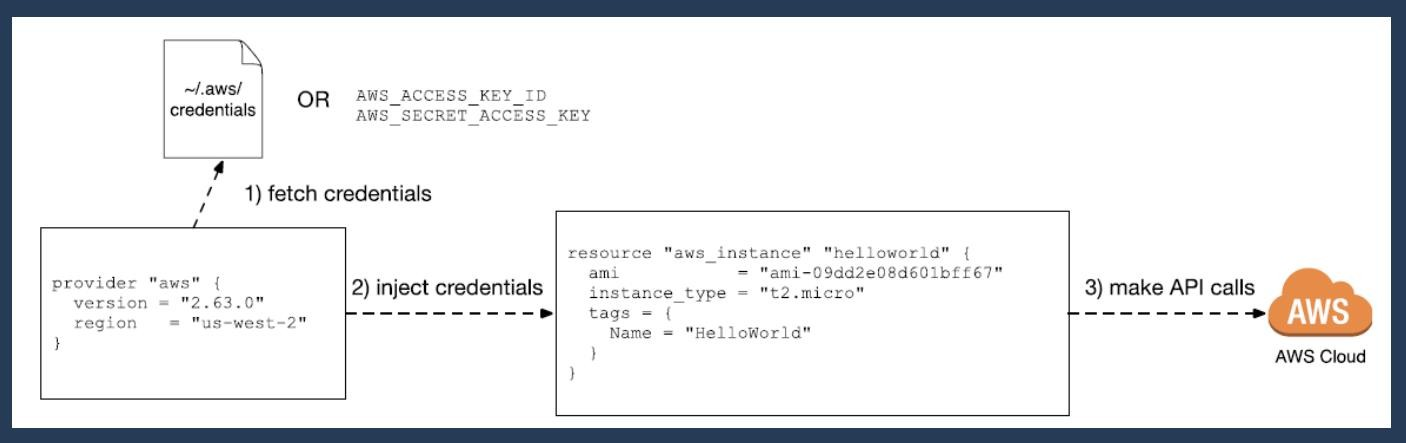 ~/.aws/
credentials
OR
AWS_ACCESS_KEY_ID
AWS_SECRET_ACCESS_KEY
1) fetch credentials
provider "aws" {
  version = "2.63.0"
  region   = "us-west-2"
}
2) inject credentials
resource "aws_instance" "helloworld" {
  ami           = "ami-09dd2e08d601bff67"
  instance_type = "t2.micro"
  tags = {
    Name = "HelloWorld"
  }
}
3) make API calls
AWS
AWS Cloud